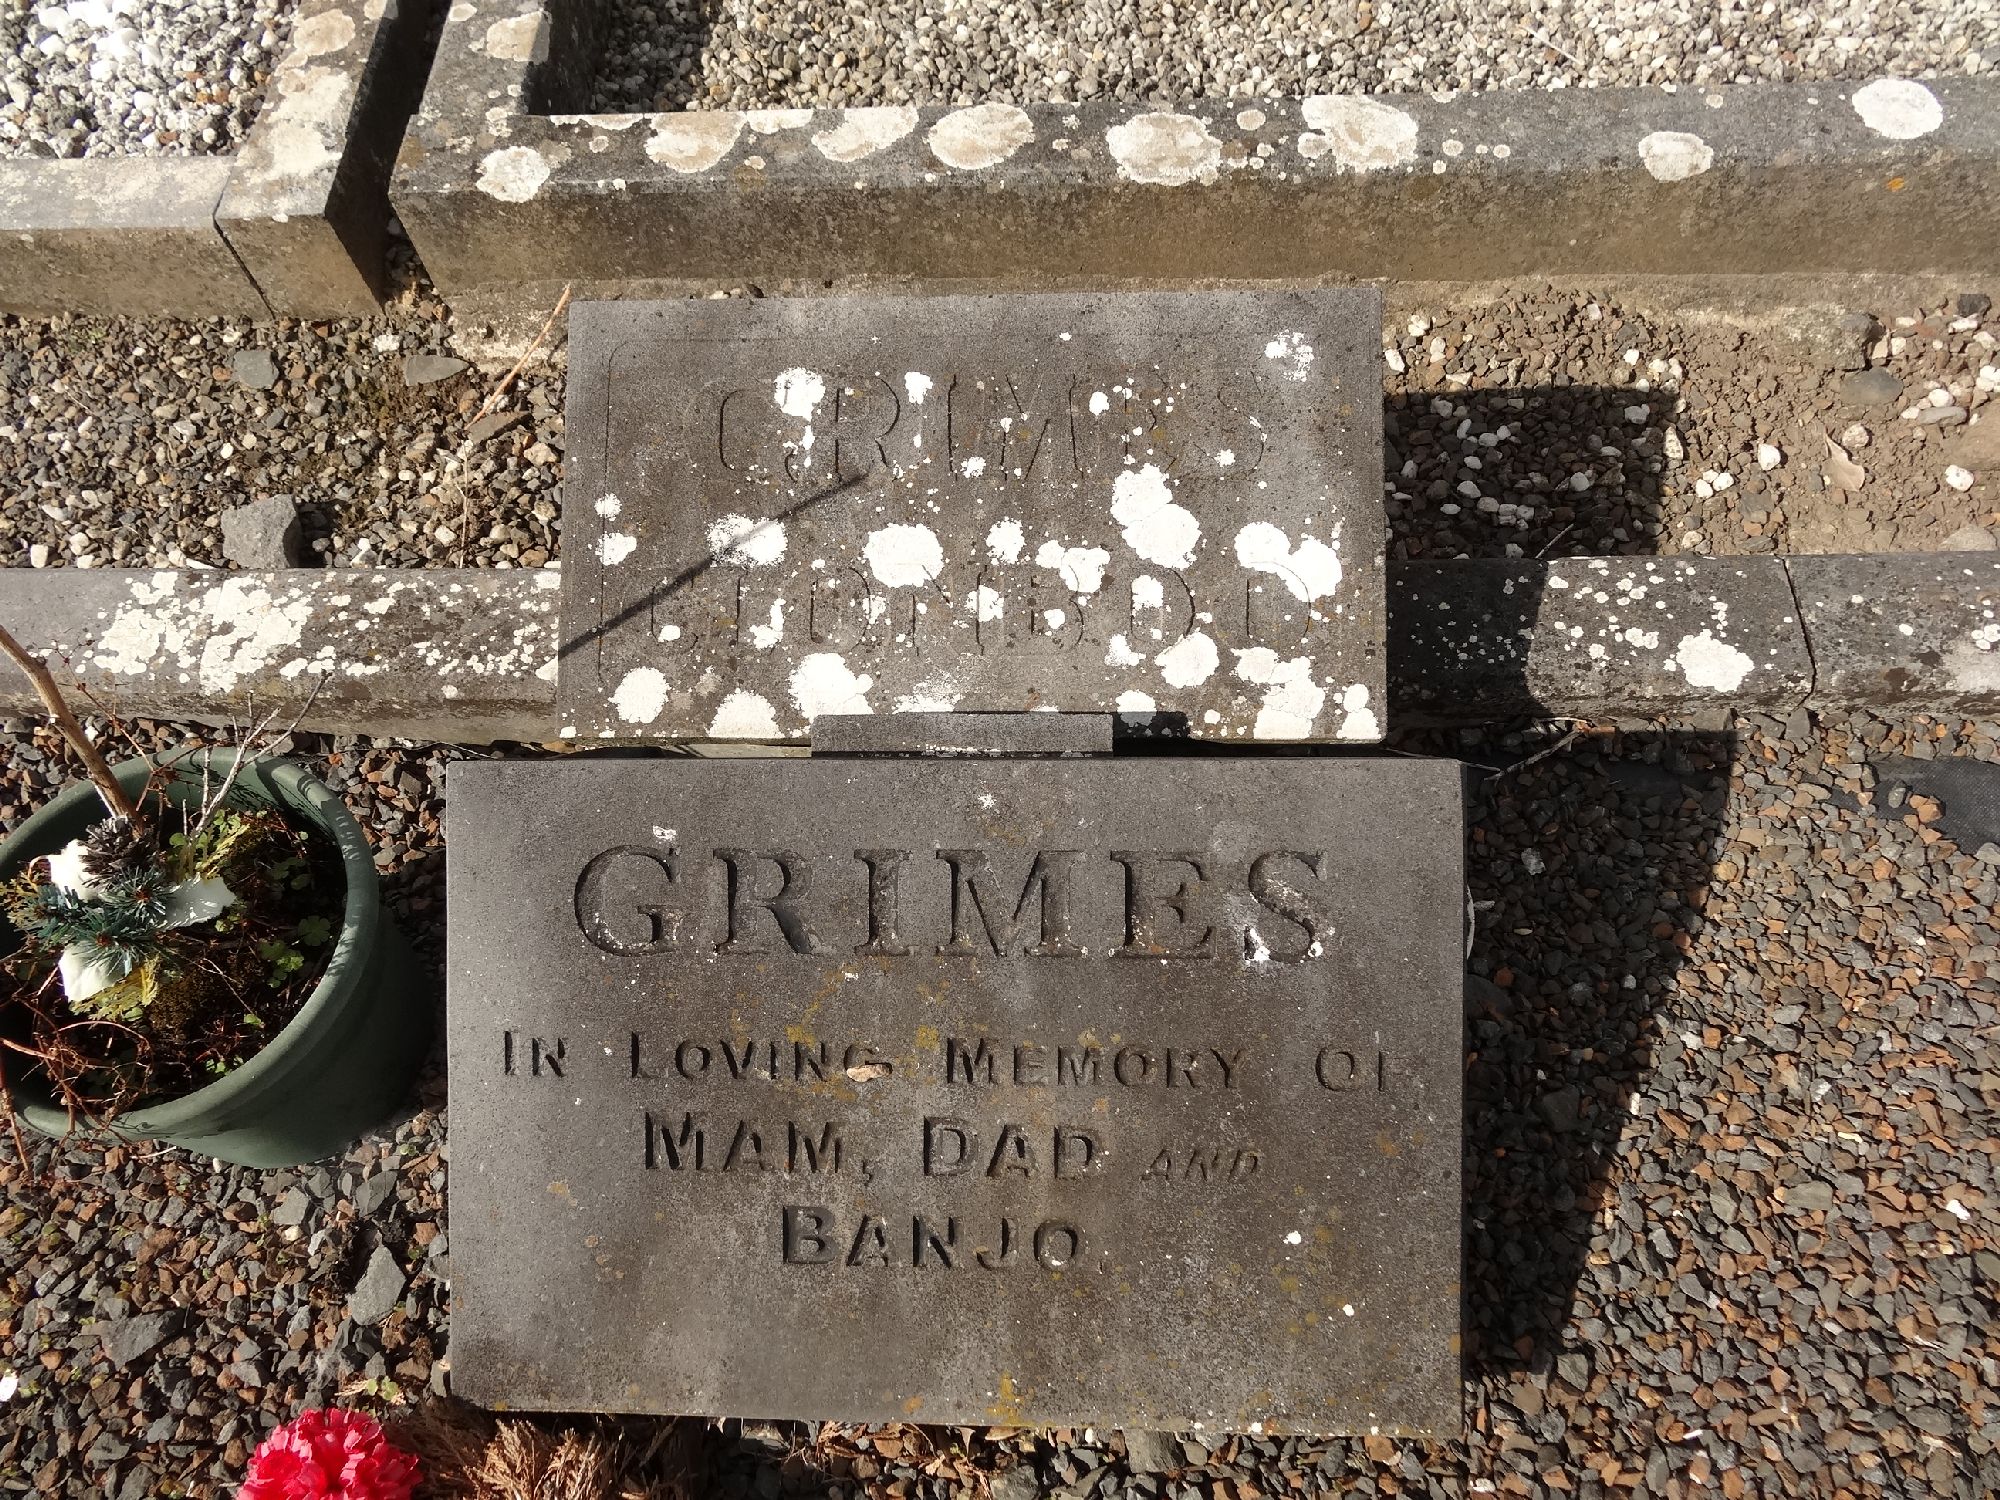 GRIMES
GRIMES
IN LOVING MEMORY OF
MAM, DAD AND
BANJO